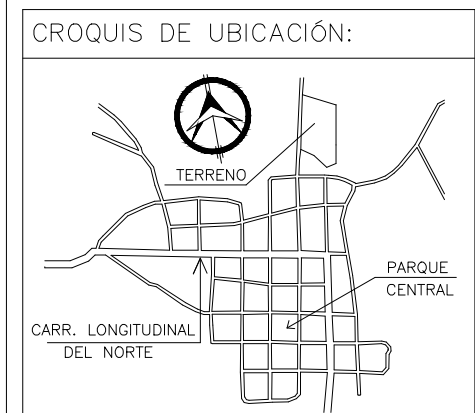 CROQUIS DE UBICACIÓN:
TERRENO
PARQUE
CENTRAL
CARR. LONGITUDINAL
DEL NORTE